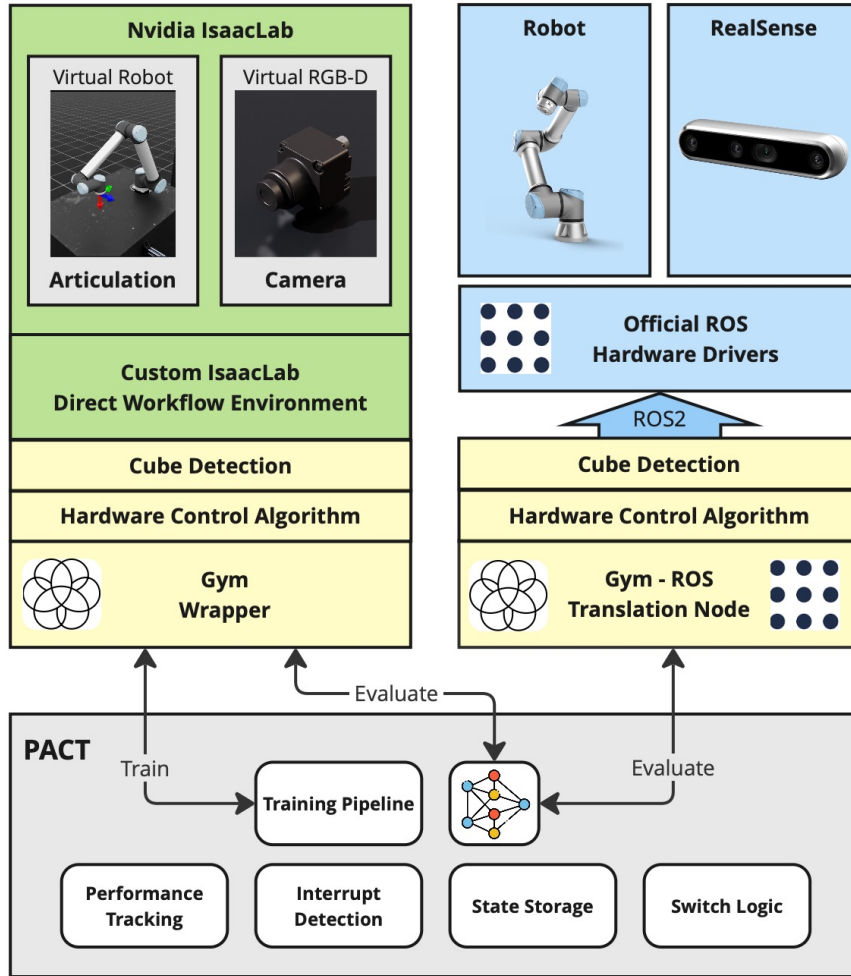 Nvidia IsaacLab
Virtual Robot
Articulation
Virtual RGB-D
Camera
Custom IsaacLab
Direct Workflow Environment
Cube Detection
Hardware Control Algorithm
Gym
Wrapper
Robot
RealSense
Official ROS
Hardware Drivers
ROS2
Cube Detection
Hardware Control Algorithm
Gym - ROS
Translation Node
Evaluate
PACT
Train
Evaluate
Training Pipeline
Performance
Tracking
Interrupt
Detection
State Storage
Switch Logic